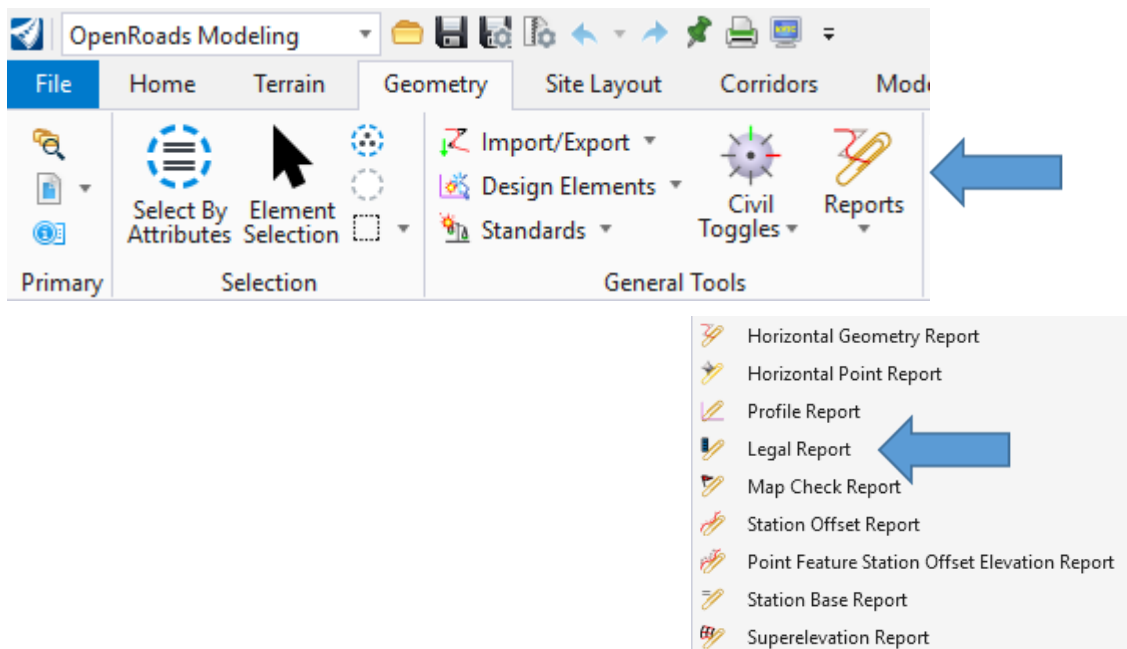 OpenRoads Modeling
File Home Terrain Geometry Site Layout Corridors Mod
Import/Export
Design Elements
Standards
Select By
Attributes
Element
Selection
Civil
Toggles
Reports
Primary Selection General Tools
Horizontal Geometry Report
Horizontal Point Report
Profile Report
Legal Report
Map Check Report
Station Offset Report
Point Feature Station Offset Elevation Report
Station Base Report
Superelevation Report